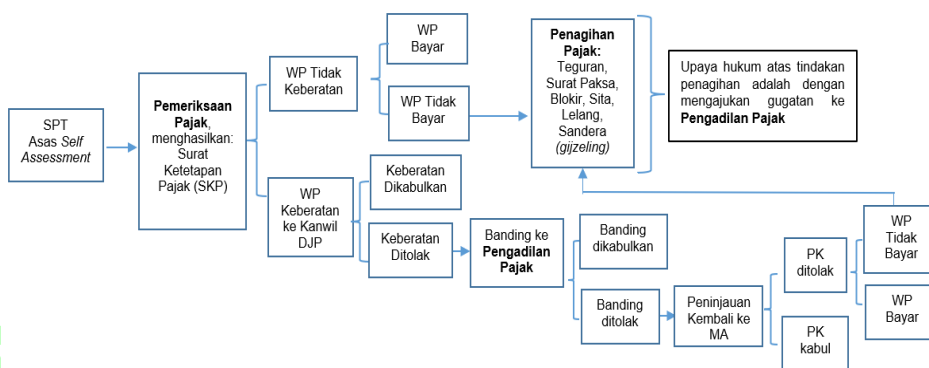 SPT
Asas Self
Assessment
Pemeriksaan
Pajak,
menghasilkan:
Surat
Ketetapan
Pajak (SKP)
WP Tidak
Keberatan
WP
Bayar
WP Tidak
Bayar
Penagihan
Pajak:
Teguran,
Surat Paksa,
Blokir, Sita,
Lelang,
Sandera
(gijzeling)
Upaya hukum atas tindakan
penagihan adalah dengan
mengajukan gugatan ke
Pengadilan Pajak
WP
Keberatan
ke Kanwil
DJP
Keberatan
Dikabulkan
Keberatan
Ditolak
Banding ke
Pengadilan
Pajak
Banding
dikabulkan
Banding
ditolak
Peninjauan
Kembali ke
MA
PK
ditolak
PK
kabul
WP
Tidak
Bayar
WP
Bayar